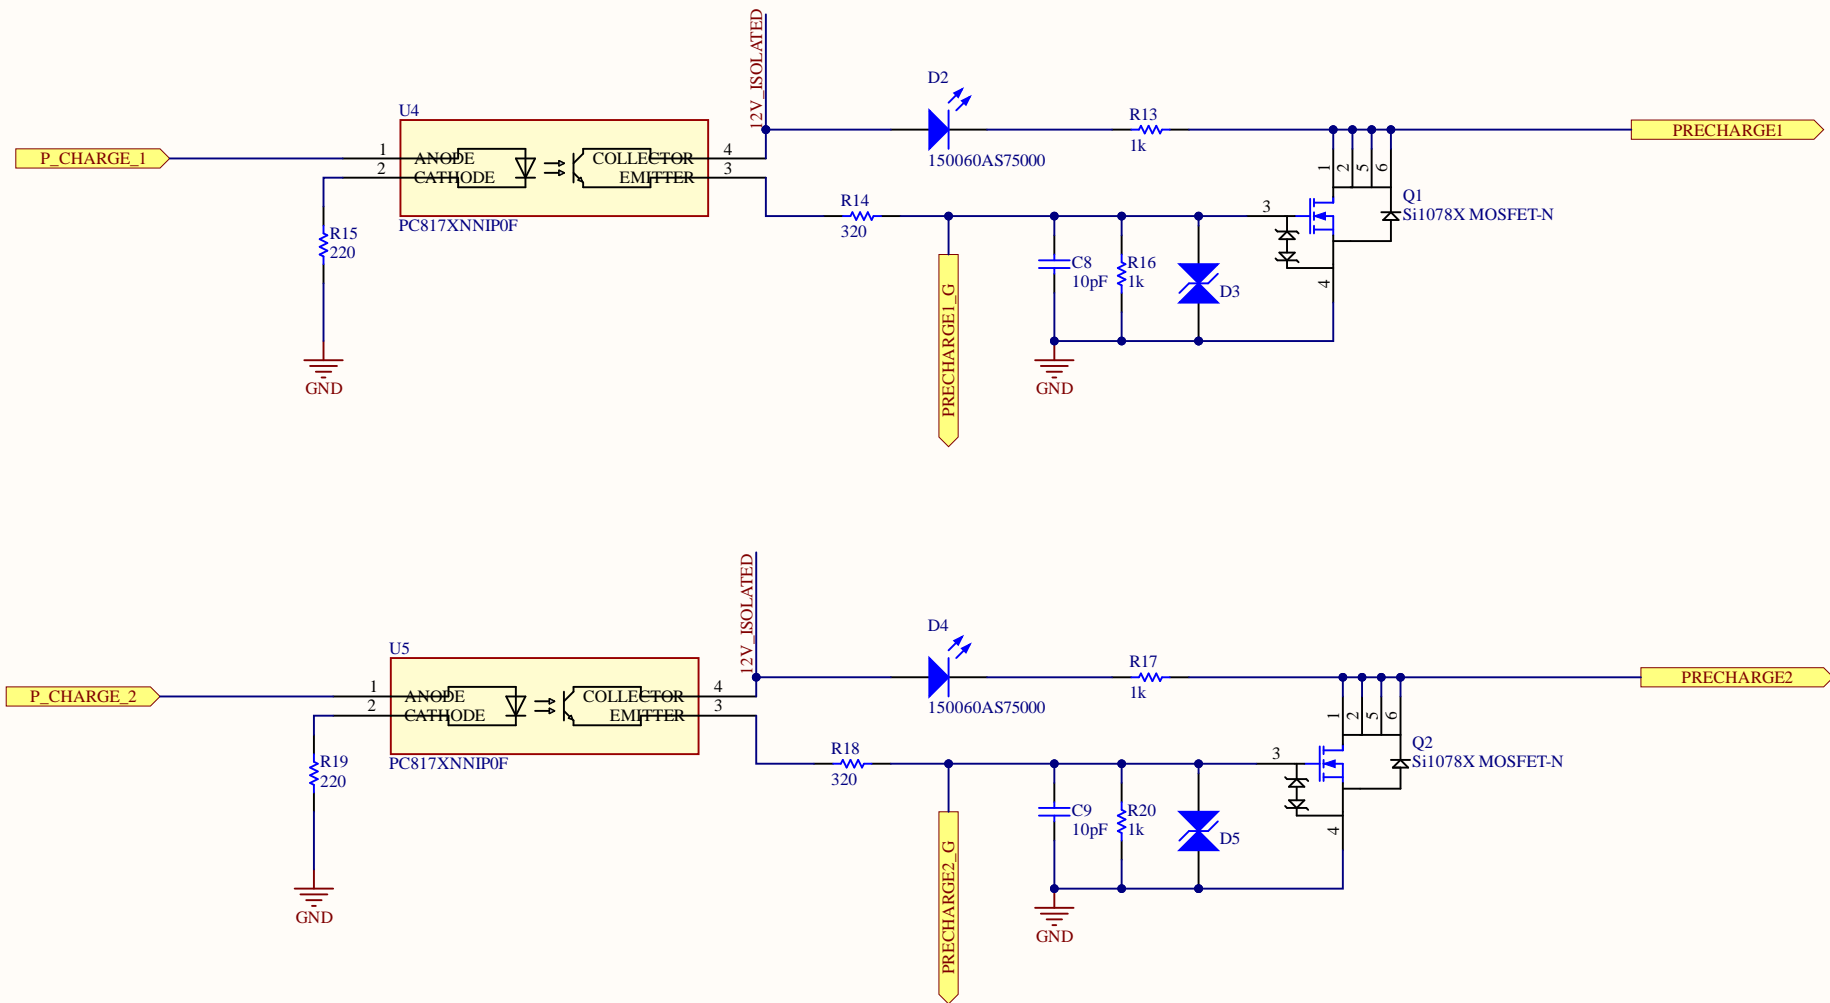 12V_ISOLATED
D2
150060AS75000
R13
1k
PRECHARGE1
U4
P_CHARGE_1
1
2
ANODE
CATHODE
COLLECTOR
EMITTER
4
3
PC817XNNIP0F
R14
320
R15
220
GND
PRECHARGE1_G
C8
10pF
R16
1k
D3
GND
3
1
2
5
6
4
Q1
Si1078X MOSFET-N
12V_ISOLATED
D4
150060AS75000
R17
1k
PRECHARGE2
U5
P_CHARGE_2
1
2
ANODE
CATHODE
COLLECTOR
EMITTER
4
3
PC817XNNIP0F
R18
320
R19
220
GND
PRECHARGE2_G
C9
10pF
R20
1k
D5
GND
3
1
2
5
6
4
Q2
Si1078X MOSFET-N